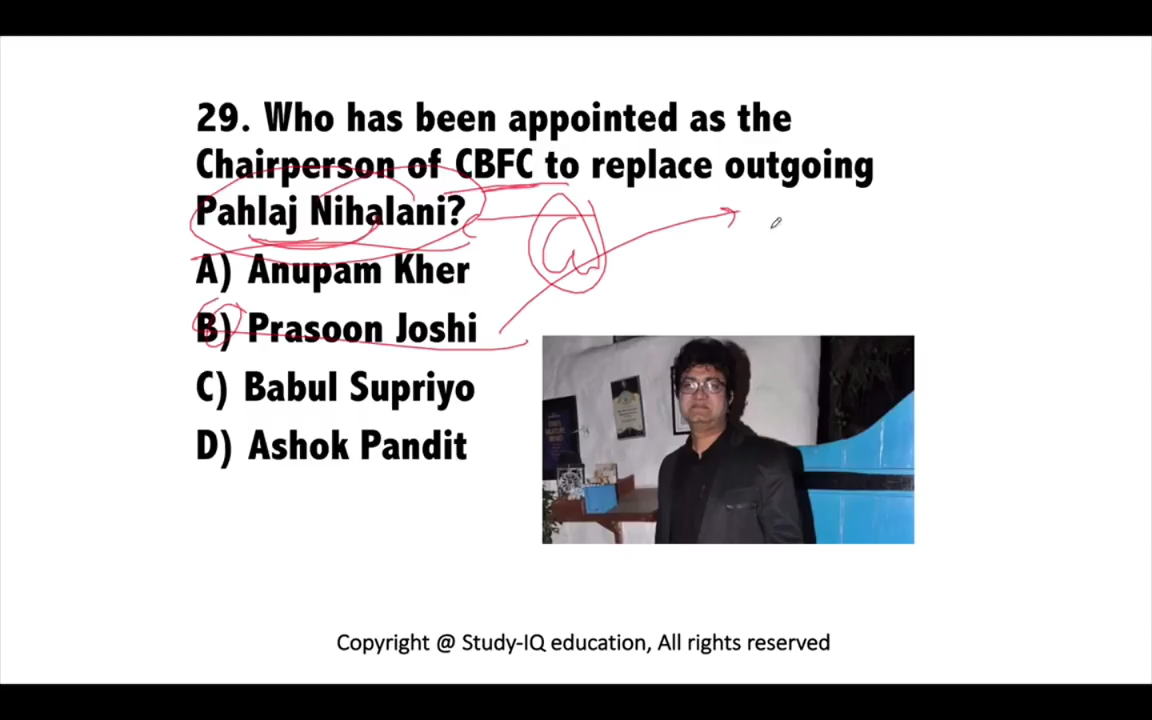 29. Who has been appointed as the
Chairperson of CBFC to replace outgoing
Pahlaj Nihalani?
A) Anupam Kher
B) Prasoon Joshi
C) Babul Supriyo
D) Ashok Pandit
Copyright @ Study-IQ education, All rights reserved